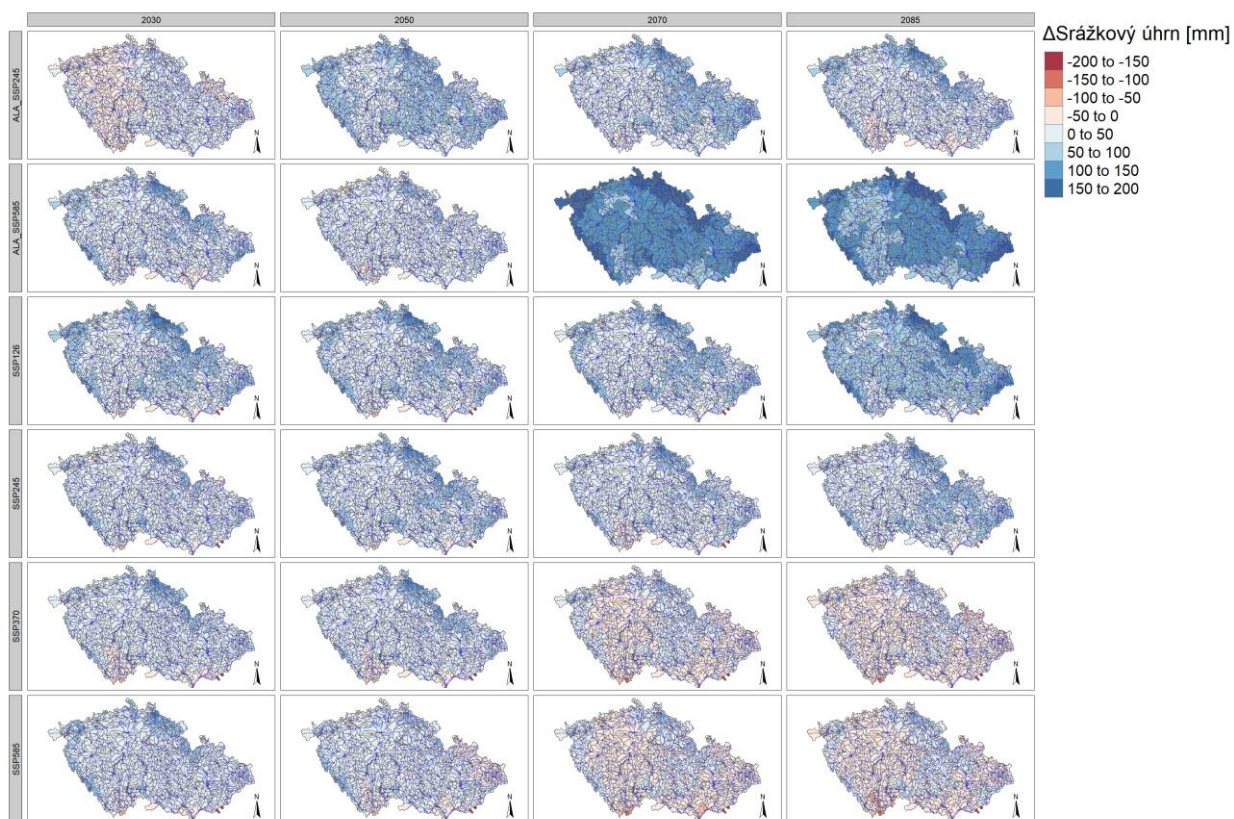 2030 2050 2070 2085
ΔSrážkový úhrn [mm]
-200 to -150
-150 to -100
-100 to -50
-50 to 0
0 to 50
50 to 100
100 to 150
150 to 200
ALA_SSP245
N N N N
ALA_SSP585
N N N N
SSP126
N N N N
SSP245
N N N N
SSP370
N N N N
SSP585
N N N N